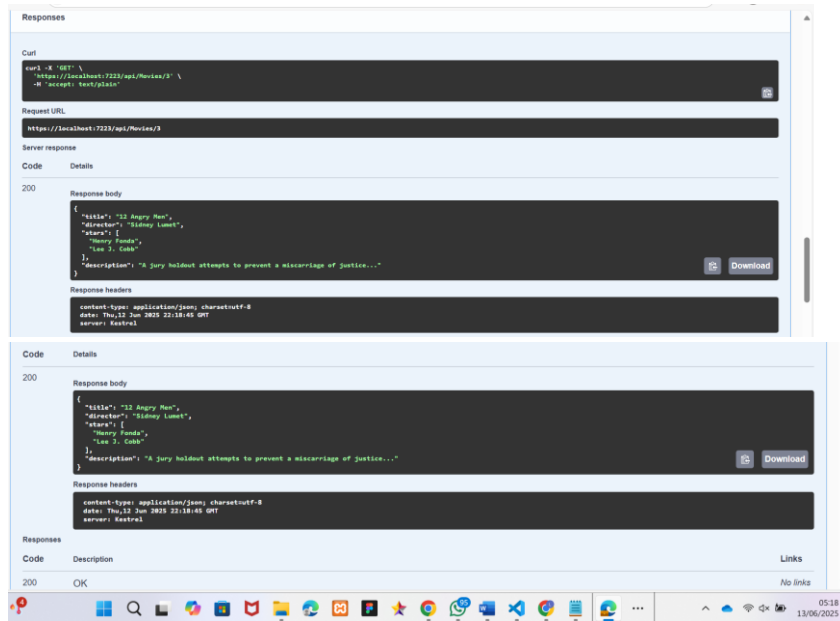 Responses
Curl
curl -X 'GET' \
'https://localhost:7223/api/Movies/3' \
-H 'accept: text/plain'
Request URL
https://localhost:7223/api/Movies/3
Server response
Code Details
200
Response body
{
"title": "12 Angry Men",
"director": "Sidney Lumet",
"stars": [
"Henry Fonda",
"Lee J. Cobb"
],
"description": "A jury holdout attempts to prevent a miscarriage of justice..."
}
Download
Response headers
content-type: application/json; charset=utf-8
date: Thu,12 Jun 2025 22:18:45 GMT
server: Kestrel
Code Details
200
Response body
{
"title": "12 Angry Men",
"director": "Sidney Lumet",
"stars": [
"Henry Fonda",
"Lee J. Cobb"
],
"description": "A jury holdout attempts to prevent a miscarriage of justice..."
}
Download
Response headers
content-type: application/json; charset=utf-8
date: Thu,12 Jun 2025 22:18:45 GMT
server: Kestrel
Responses
Code Description Links
200 OK No links
4
95
05:18
13/06/2025